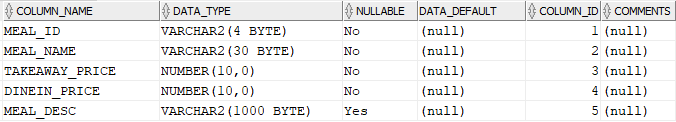 COLUMN_NAME DATA_TYPE NULLABLE DATA_DEFAULT COLUMN_ID COMMENTS
MEAL_ID VARCHAR2(4 BYTE) No (null) 1 (null)
MEAL_NAME VARCHAR2(30 BYTE) No (null) 2 (null)
TAKEAWAY_PRICE NUMBER(10,0) No (null) 3 (null)
DINEIN_PRICE NUMBER(10,0) No (null) 4 (null)
MEAL_DESC VARCHAR2(1000 BYTE) Yes (null) 5 (null)